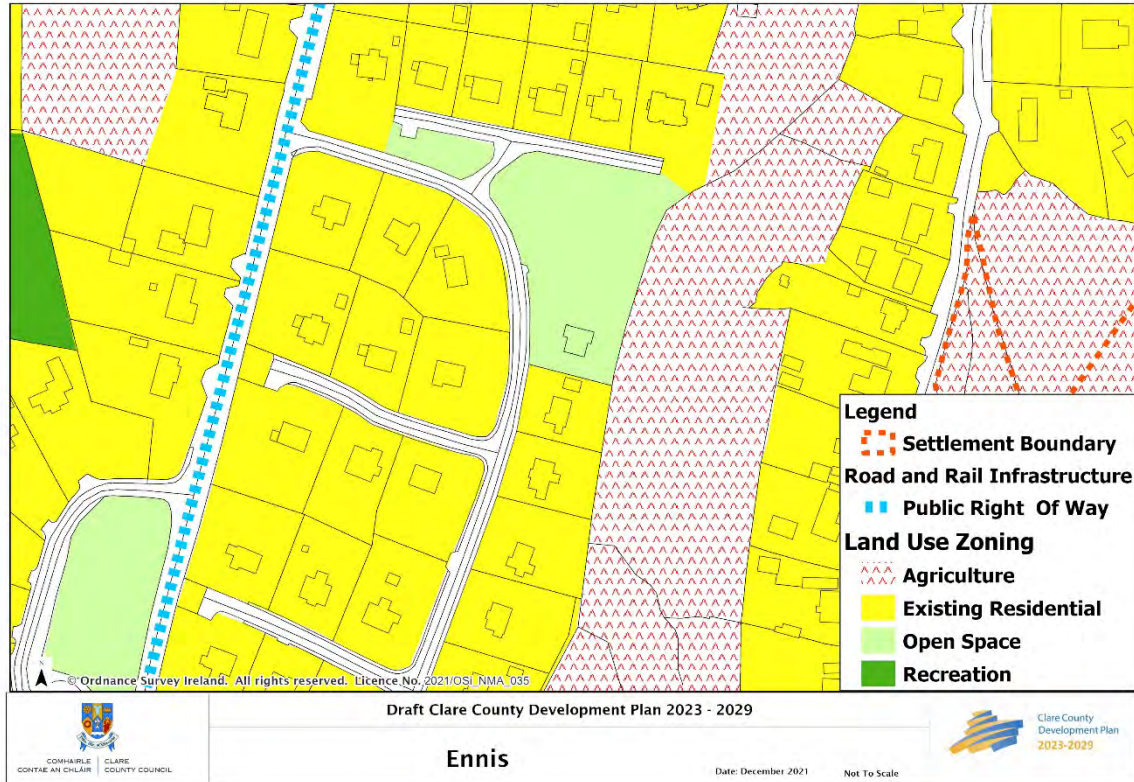 Legend
Settlement Boundary
Road and Rail Infrastructure
Public Right Of Way
Land Use Zoning
Agriculture
Existing Residential
Open Space
Recreation
© Ordnance Survey Ireland. All rights reserved. Licence No. 2021/OSi_NMA_035
COMHAIRLE
CONTAE AN CHLÁIR
CLARE
COUNTY COUNCIL
Draft Clare County Development Plan 2023 - 2029
Ennis
Date: December 2021
Not To Scale
Clare County
Development Plan
2023-2029